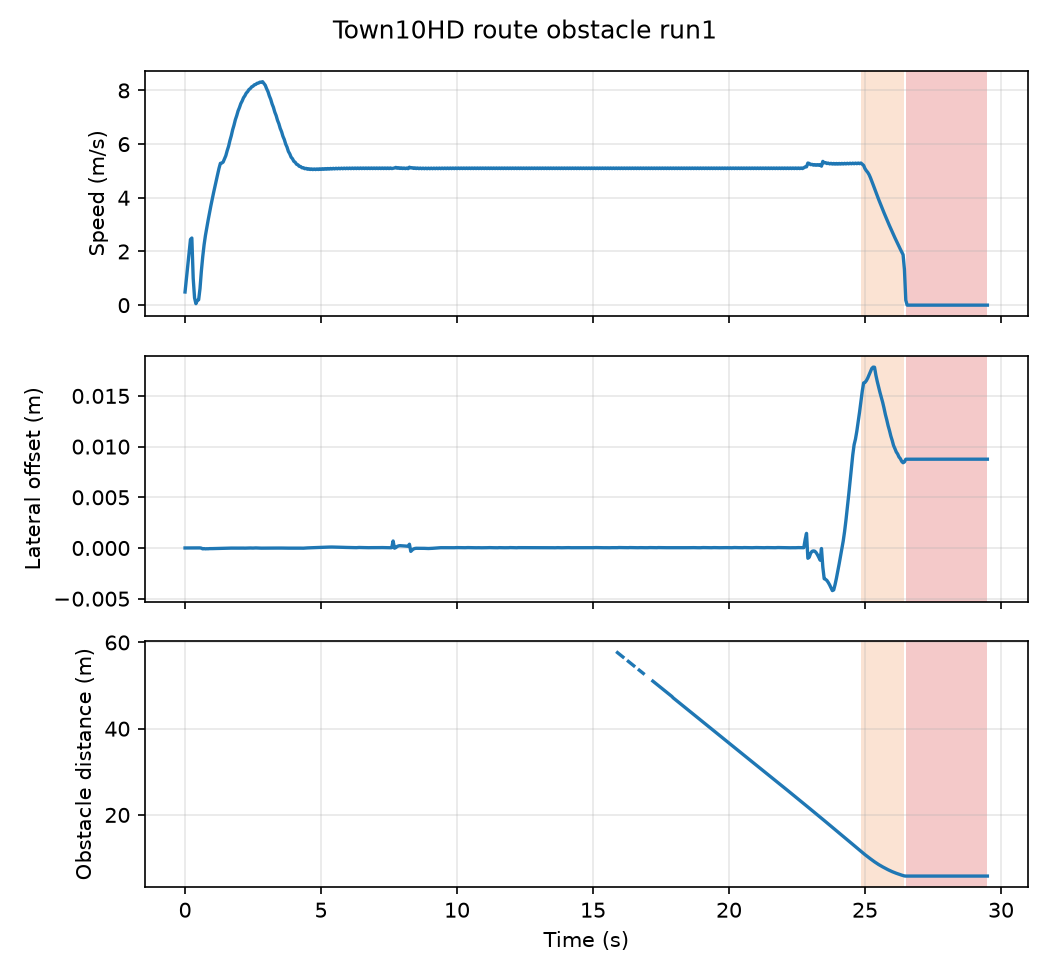 Town10HD route obstacle run1
Speed (m/s)
8
6
4
2
0
Lateral offset (m)
0.015
0.010
0.005
0.000
−0.005
Obstacle distance (m)
60
40
20
0 5 10 15 20 25 30
Time (s)